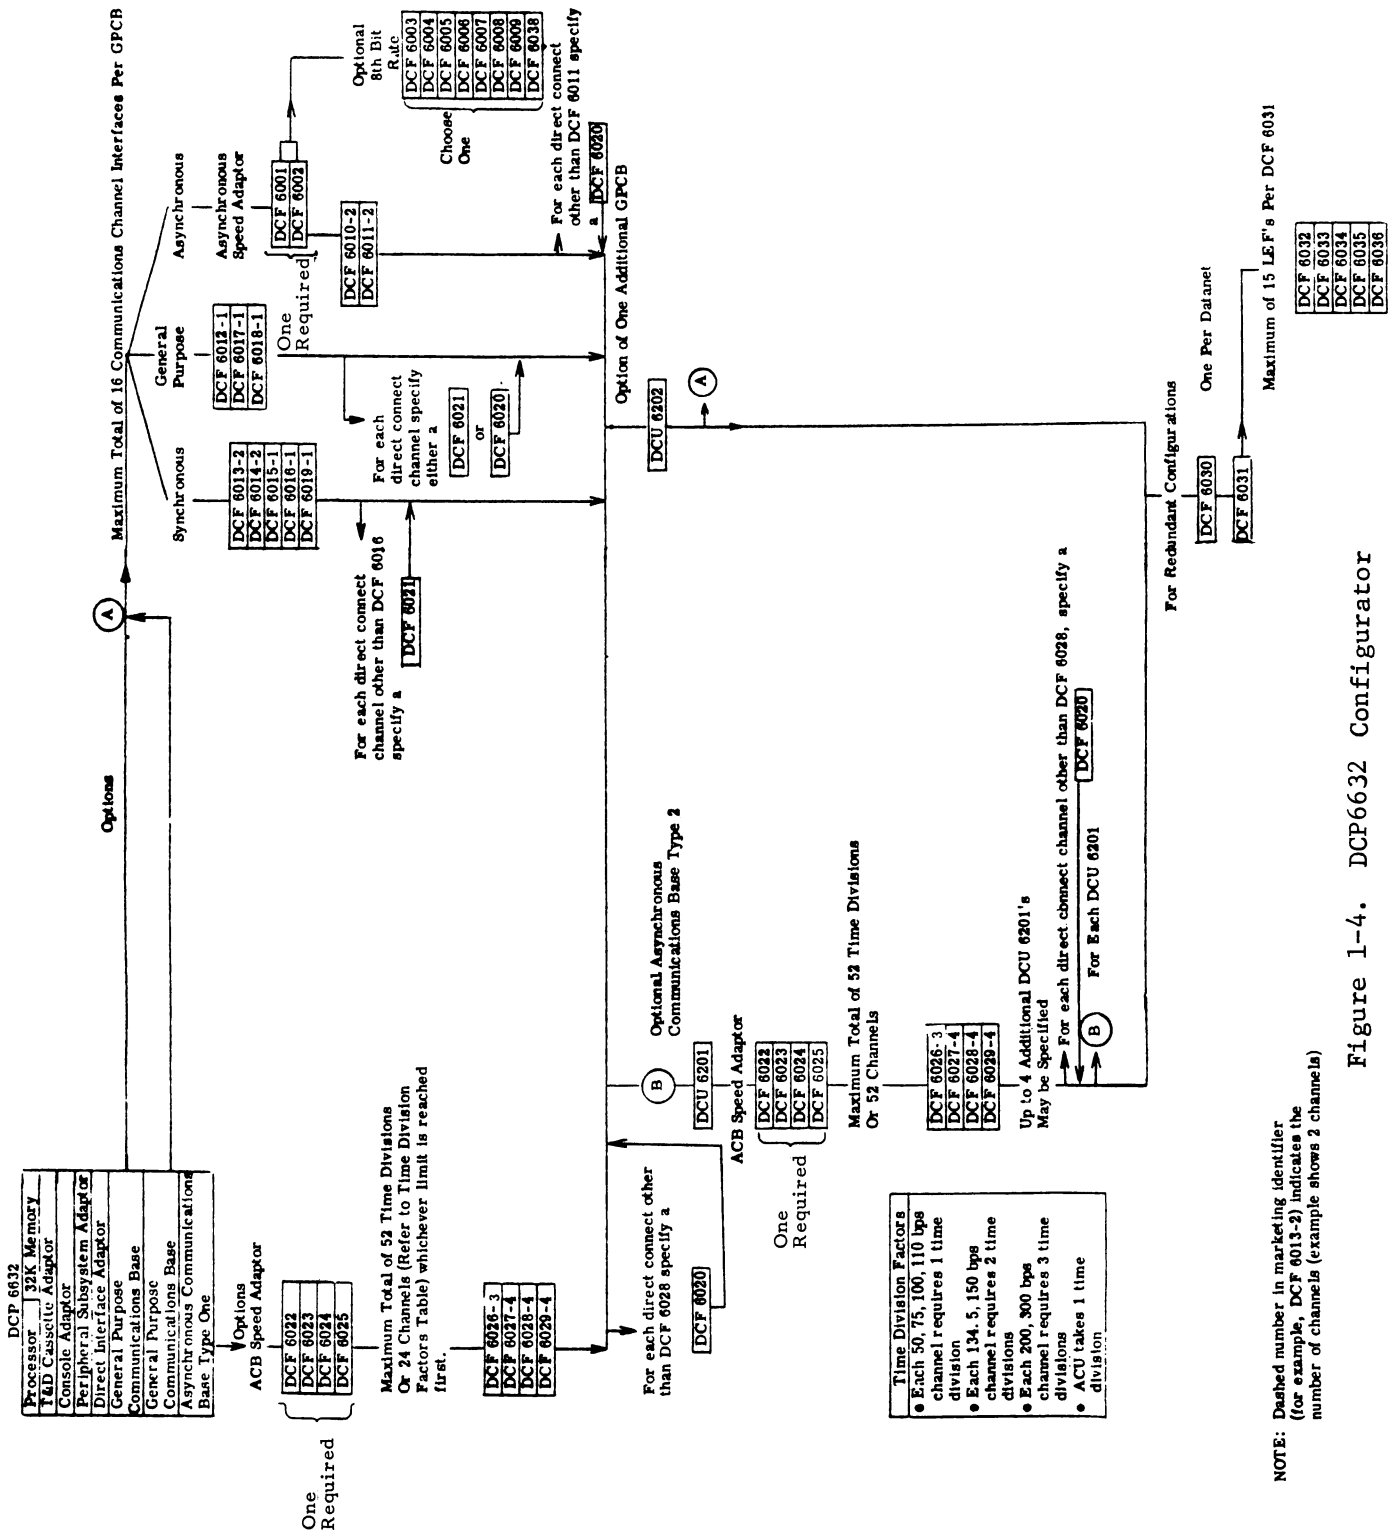 DCP 6632
Processor 32K Memory
T&D Cassette Adaptor
Console Adaptor
Peripheral Subsystem Adaptor
Direct Interface Adaptor
General Purpose
Communications Base
General Purpose
Communications Base
Asynchronous Communications
Base Type One
Options
A
Maximum Total of 16 Communications Channel Interfaces Per GPCB
Synchronous
DCF 6013-2
DCF 6014-2
DCF 6015-1
DCF 6016-1
DCF 6019-1
For each direct connect
channel other than DCF 6016
specify a
DCF 6021
General
Purpose
DCF 6012-1
DCF 6017-1
DCF 6018-1
For each
direct connect
channel specify
either a
DCF 6021
or
DCF 6020
Asynchronous
Asynchronous
Speed Adaptor
DCF 6001
DCF 6002
One
Required
DCF 6010-2
DCF 6011-2
Optional
8th Bit
Rate
DCF 6003
DCF 6004
DCF 6005
DCF 6006
DCF 6007
DCF 6008
DCF 6009
DCF 6038
Choose
One
For each direct connect
other than DCF 6011 specify
a DCF 6020
Options
ACB Speed Adaptor
DCF 6022
DCF 6023
DCF 6024
DCF 6025
One
Required
Maximum Total of 52 Time Divisions
Or 24 Channels (Refer to Time Division
Factors Table) whichever limit is reached
first.
DCF 6026-3
DCF 6027-4
DCF 6028-4
DCF 6029-4
For each direct connect other
than DCF 6028 specify a
DCF 6020
Option of One Additional GPCB
DCU 6202
A
B
Optional Asynchronous
Communications Base Type 2
DCU 6201
ACB Speed Adaptor
DCF 6022
DCF 6023
DCF 6024
DCF 6025
One
Required
Maximum Total of 52 Time Divisions
Or 52 Channels
DCF 6026-3
DCF 6027-4
DCF 6028-4
DCF 6029-4
Up to 4 Additional DCU 6201's
May be Specified
For each direct connect channel other than DCF 6028, specify a
DCF 6020
B
For Each DCU 6201
For Redundant Configurations
DCF 6030
One Per Datanet
DCF 6031
Maximum of 15 LEF's Per DCF 6031
DCF 6032
DCF 6033
DCF 6034
DCF 6035
DCF 6036
Time Division Factors
● Each 50, 75, 100, 110 bps
channel requires 1 time
division
● Each 134. 5, 150 bps
channel requires 2 time
divisions
● Each 200, 300 bps
channel requires 3 time
divisions
● ACU takes 1 time
division
NOTE: Dashed number in marketing identifier
(for example, DCF 6013-2) indicates the
number of channels (example shows 2 channels)
Figure 1-4. DCP6632 Configurator